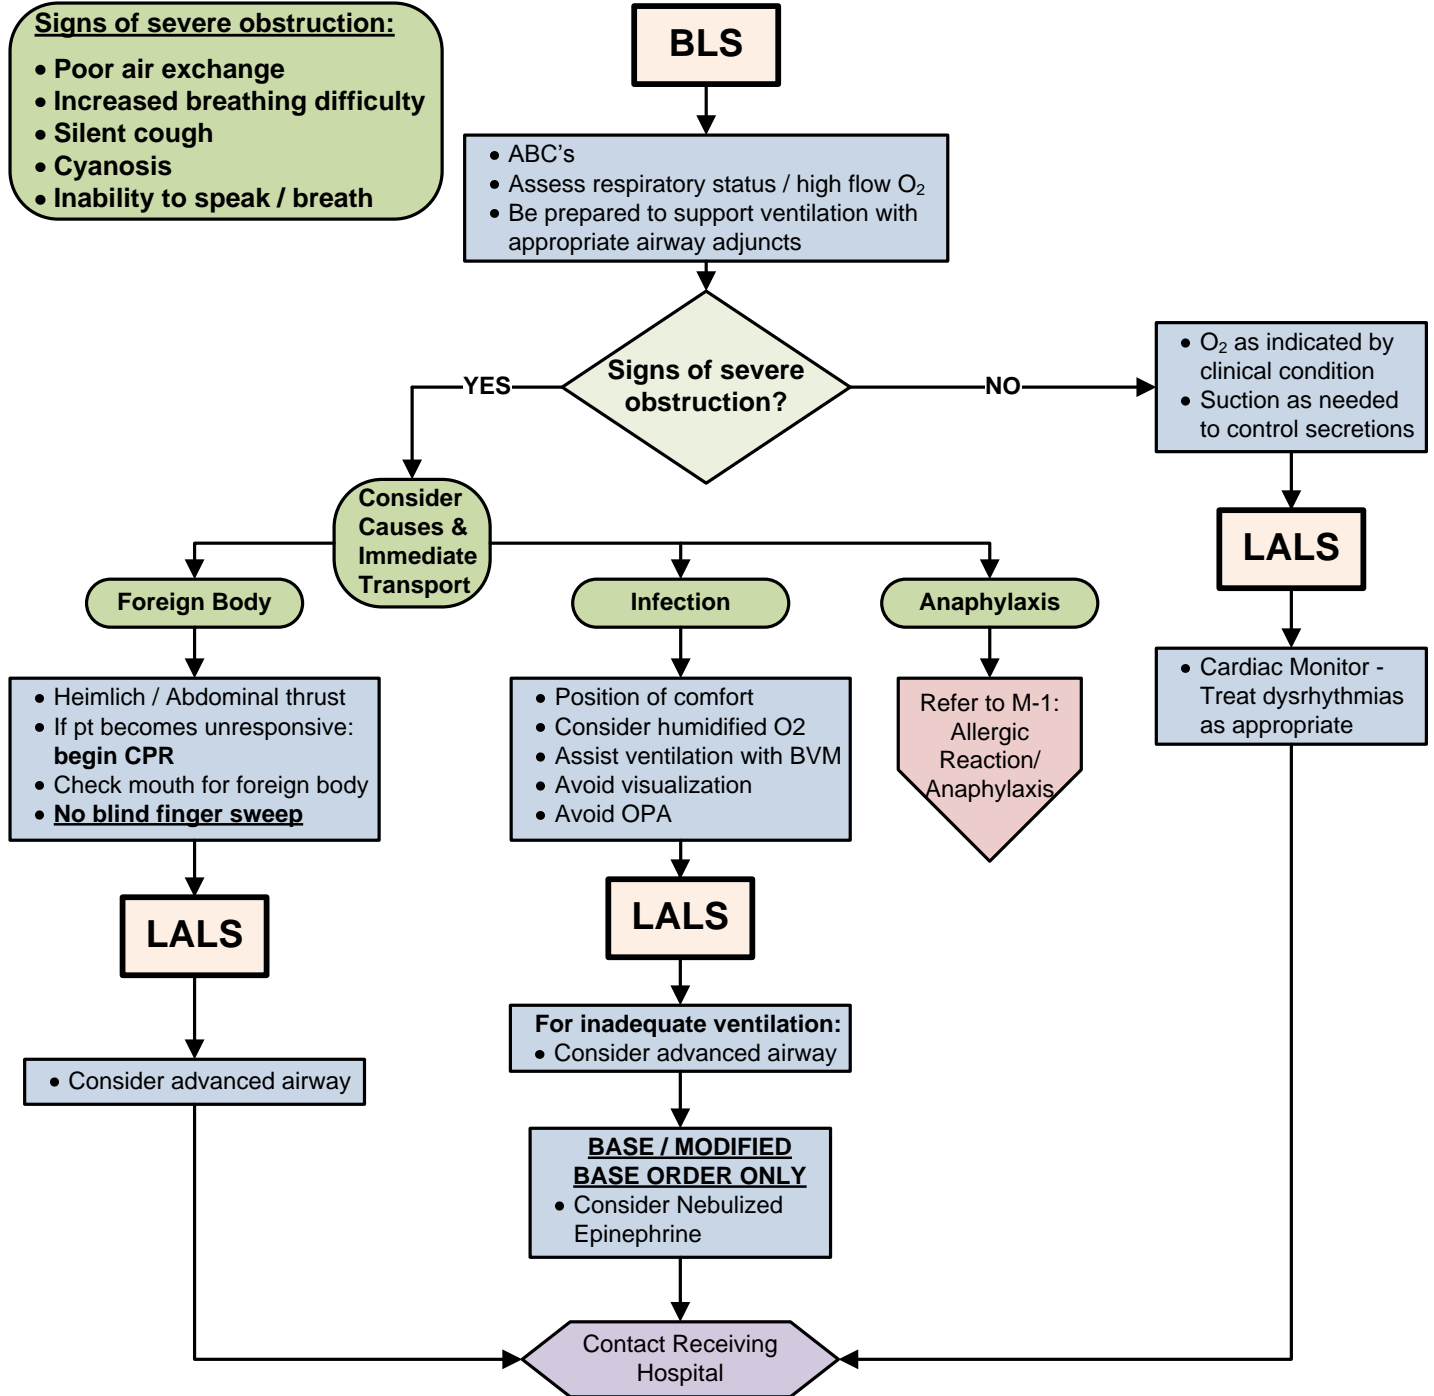 Signs of severe obstruction:
• Poor air exchange
• Increased breathing difficulty
• Silent cough
• Cyanosis
• Inability to speak / breath
BLS
• ABC's
• Assess respiratory status / high flow O₂
• Be prepared to support ventilation with
appropriate airway adjuncts
Signs of severe
obstruction?
YES
NO
• O₂ as indicated by
clinical condition
• Suction as needed
to control secretions
LALS
• Cardiac Monitor -
Treat dysrhythmias
as appropriate
Consider
Causes &
Immediate
Transport
Foreign Body
• Heimlich / Abdominal thrust
• If pt becomes unresponsive:
begin CPR
• Check mouth for foreign body
• No blind finger sweep
LALS
• Consider advanced airway
Infection
• Position of comfort
• Consider humidified O2
• Assist ventilation with BVM
• Avoid visualization
• Avoid OPA
LALS
For inadequate ventilation:
• Consider advanced airway
BASE / MODIFIED
BASE ORDER ONLY
• Consider Nebulized
Epinephrine
Anaphylaxis
Refer to M-1:
Allergic
Reaction/
Anaphylaxis
Contact Receiving
Hospital